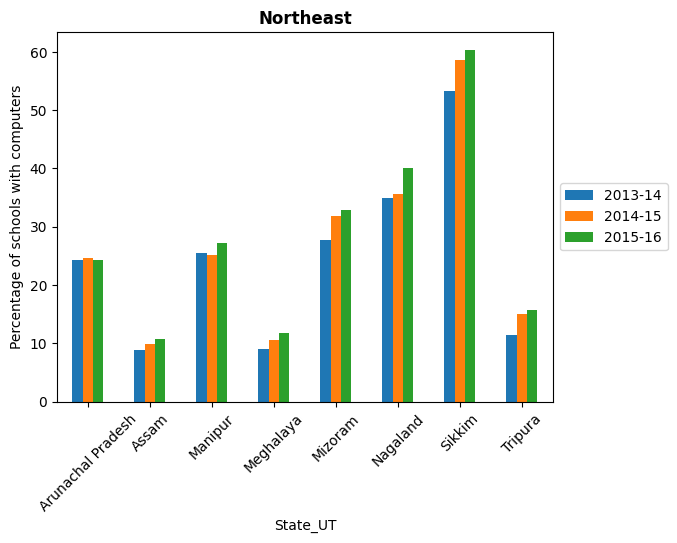 Northeast
Percentage of schools with computers
60
50
40
30
20
10
0
Arunachal Pradesh
Assam
Manipur
Meghalaya
Mizoram
Nagaland
Sikkim
Tripura
State_UT
2013-14
2014-15
2015-16